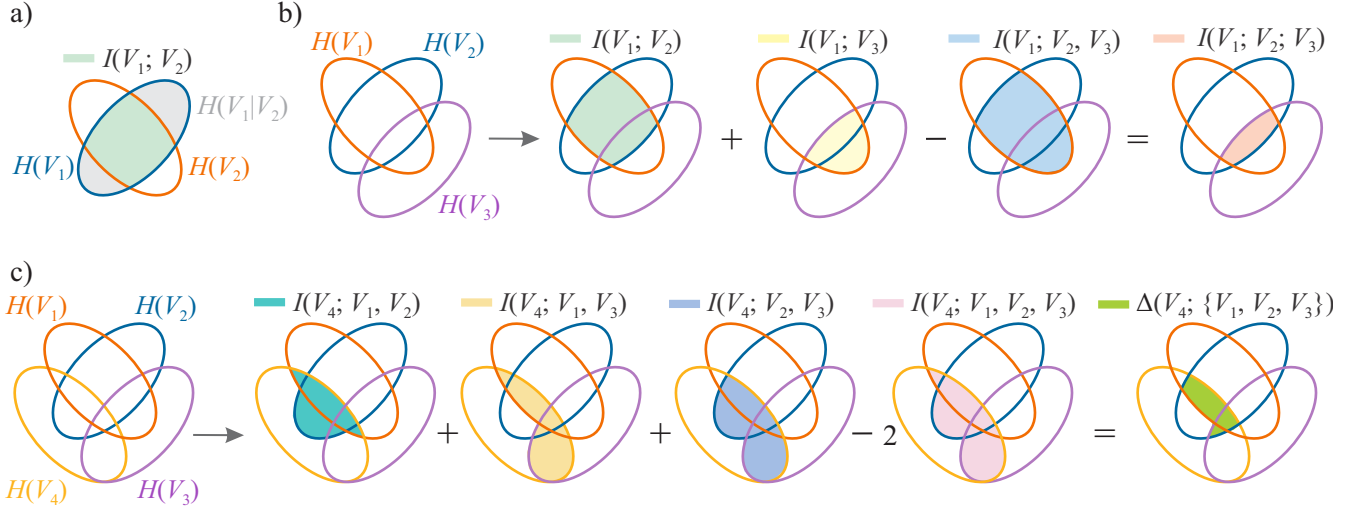 a)
I(V₁; V₂)
H(V₁|V₂)
H(V₁)
H(V₂)
b)
H(V₁)
H(V₂)
H(V₃)
I(V₁; V₂)
+
I(V₁; V₃)
−
I(V₁; V₂, V₃)
=
I(V₁; V₂; V₃)
c)
H(V₁)
H(V₂)
H(V₄)
H(V₃)
I(V₄; V₁, V₂)
+
I(V₄; V₁, V₃)
+
I(V₄; V₂, V₃)
− 2
I(V₄; V₁, V₂, V₃)
=
Δ(V₄; {V₁, V₂, V₃})